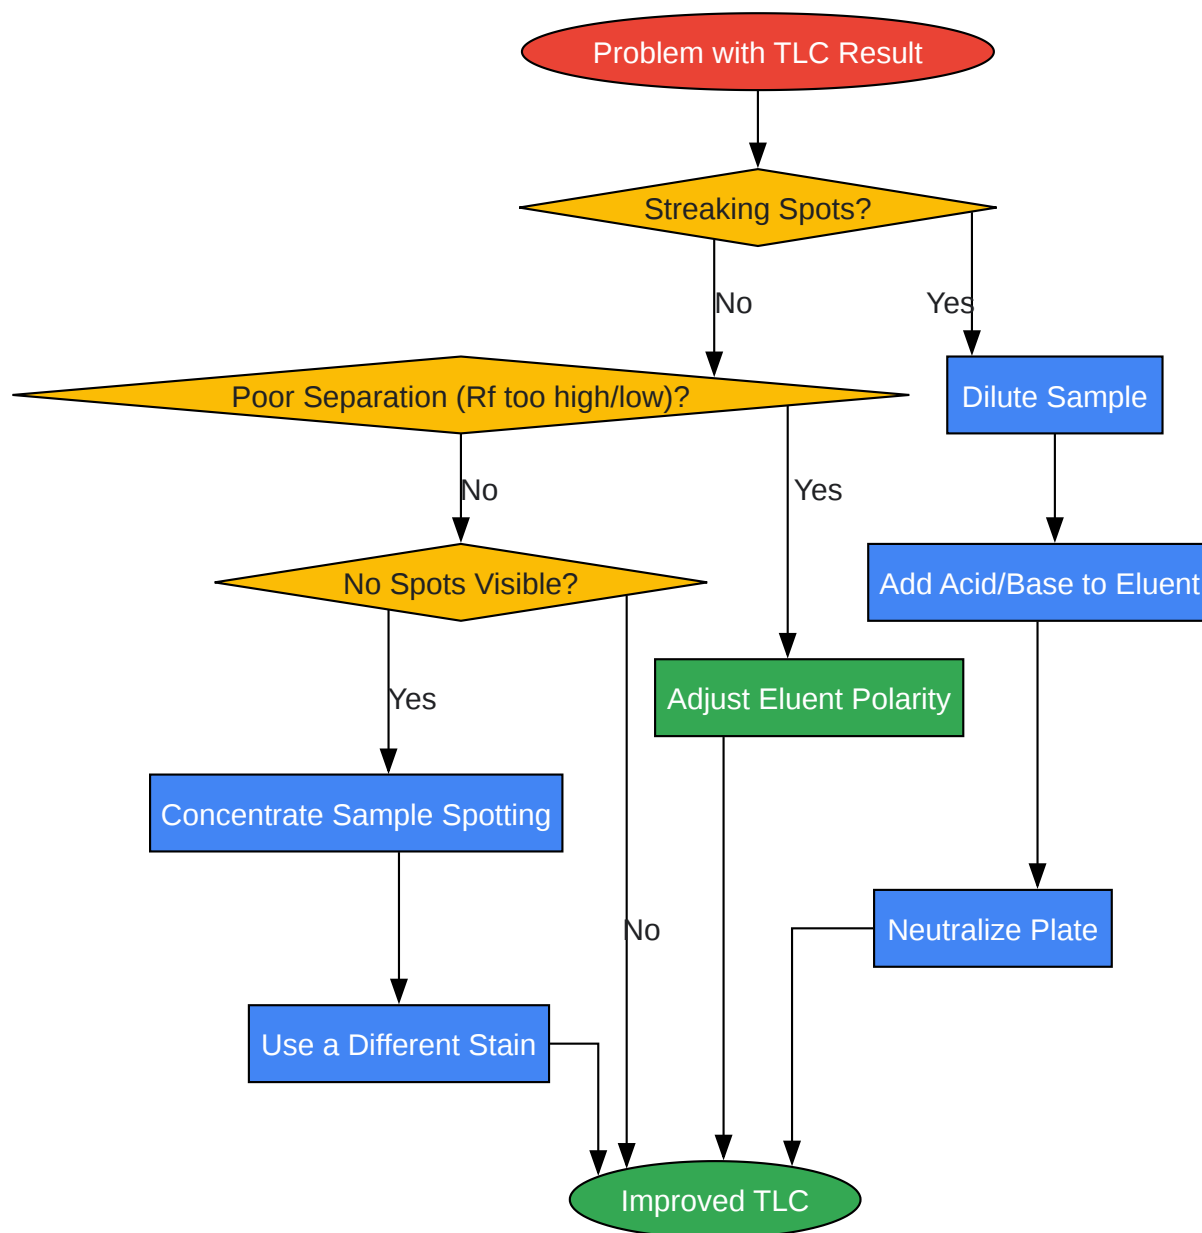 Problem with TLC Result
Streaking Spots?
No
Yes
Poor Separation (Rf too high/low)?
Dilute Sample
No
Yes
No Spots Visible?
Add Acid/Base to Eluent
Yes
Adjust Eluent Polarity
Concentrate Sample Spotting
No
Neutralize Plate
Use a Different Stain
Improved TLC